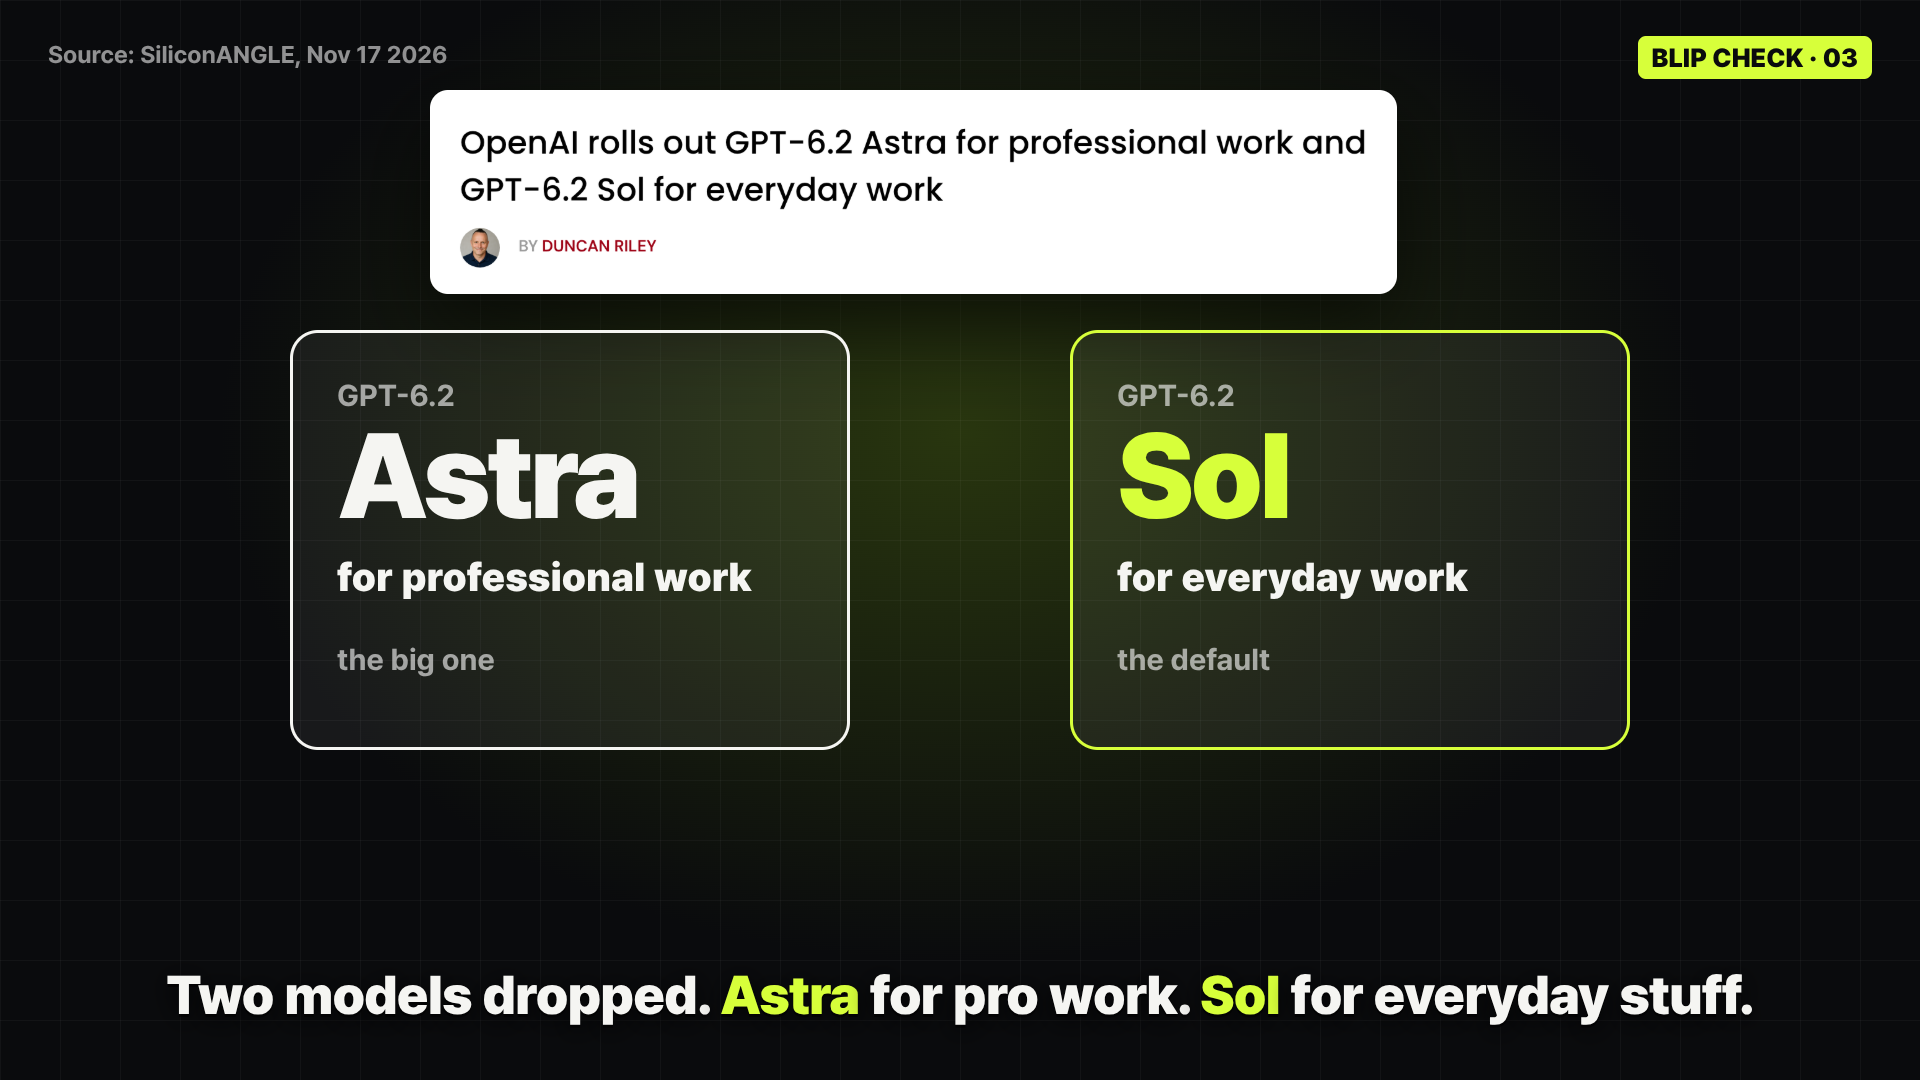 Source: SiliconANGLE, Nov 17 2026
BLIP CHECK · 03
OpenAI rolls out GPT-6.2 Astra for professional work and
GPT-6.2 Sol for everyday work
BY DUNCAN RILEY
GPT-6.2
Astra
for professional work
the big one
GPT-6.2
Sol
for everyday work
the default
Two models dropped. Astra for pro work. Sol for everyday stuff.